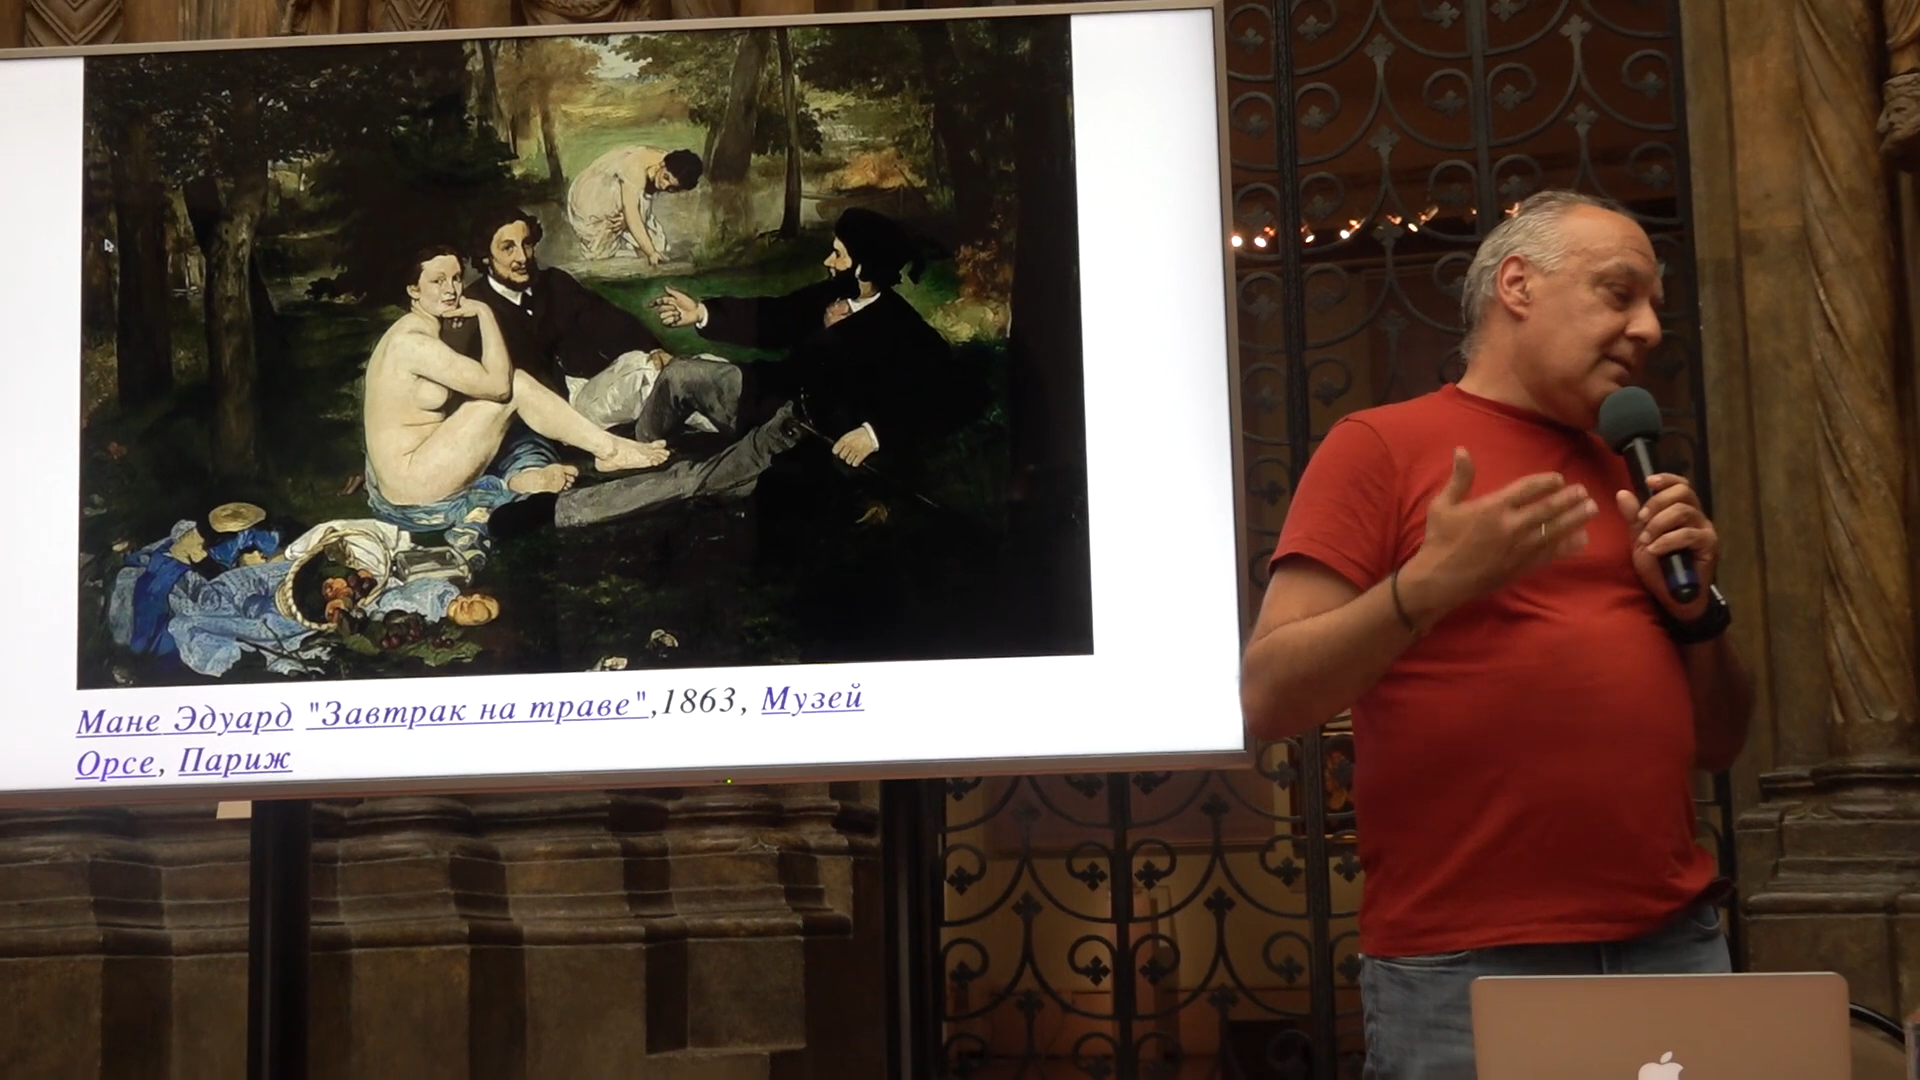 Мане Эдуард "Завтрак на траве",1863, Музей
Орсе, Париж